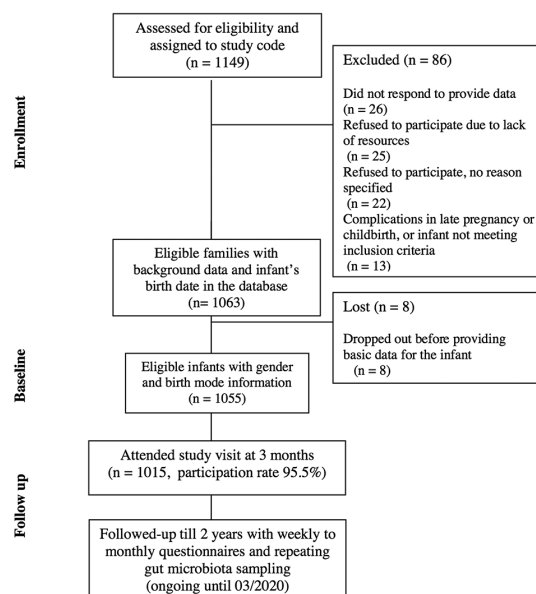 Assessed for eligibility and
assigned to study code
(n = 1149)
Enrollment
Excluded (n = 86)
Did not respond to provide data
(n = 26)
Refused to participate due to lack
of resources
(n = 25)
Refused to participate, no reason
specified
(n = 22)
Complications in late pregnancy or
childbirth, or infant not meeting
inclusion criteria
(n = 13)
Eligible families with
background data and infant's
birth date in the database
(n= 1063)
Lost (n = 8)
Dropped out before providing
basic data for the infant
(n = 8)
Baseline
Eligible infants with gender
and birth mode information
(n = 1055)
Follow up
Attended study visit at 3 months
(n = 1015, participation rate 95.5%)
Followed-up till 2 years with weekly to
monthly questionnaires and repeating
gut microbiota sampling
(ongoing until 03/2020)